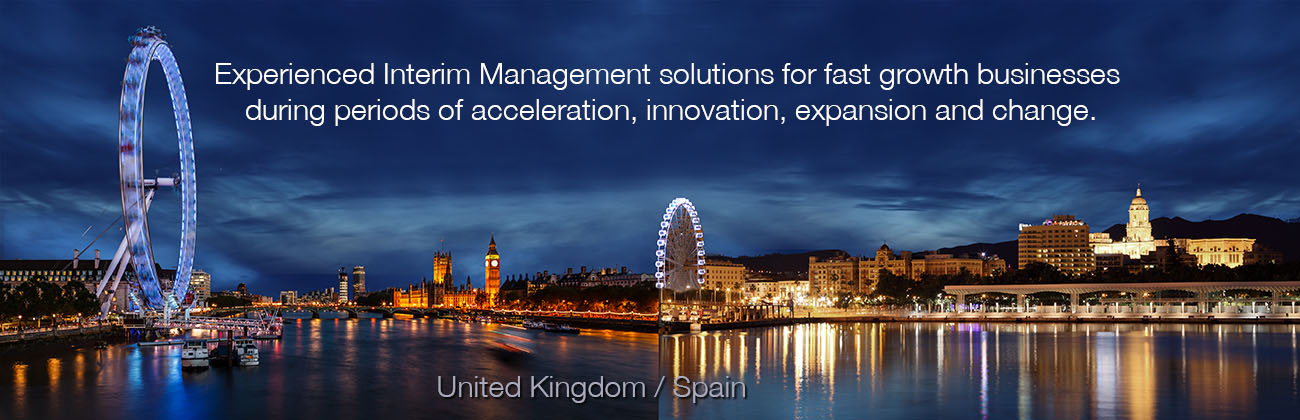 Experienced Interim Management solutions for fast growth businesses
during periods of acceleration, innovation, expansion and change.
United Kingdom / Spain